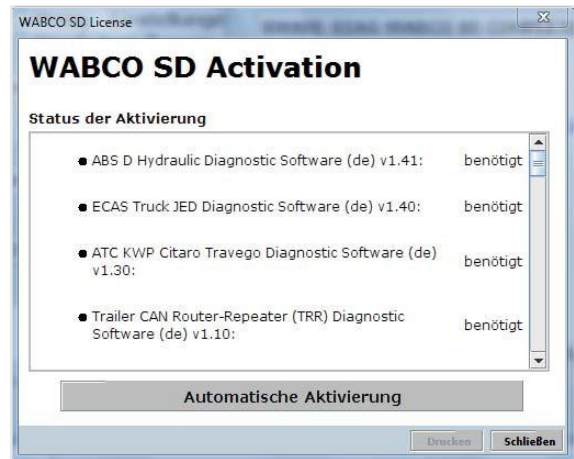 WABCO SD License
WABCO SD Activation
Status der Aktivierung
● ABS D Hydraulic Diagnostic Software (de) v1.41: benötigt
● ECAS Truck JED Diagnostic Software (de) v1.40: benötigt
● ATC KWP Citaro Travego Diagnostic Software (de)
v1.30: benötigt
● Trailer CAN Router-Repeater (TRR) Diagnostic
Software (de) v1.10: benötigt
Automatische Aktivierung
Drucken Schließen